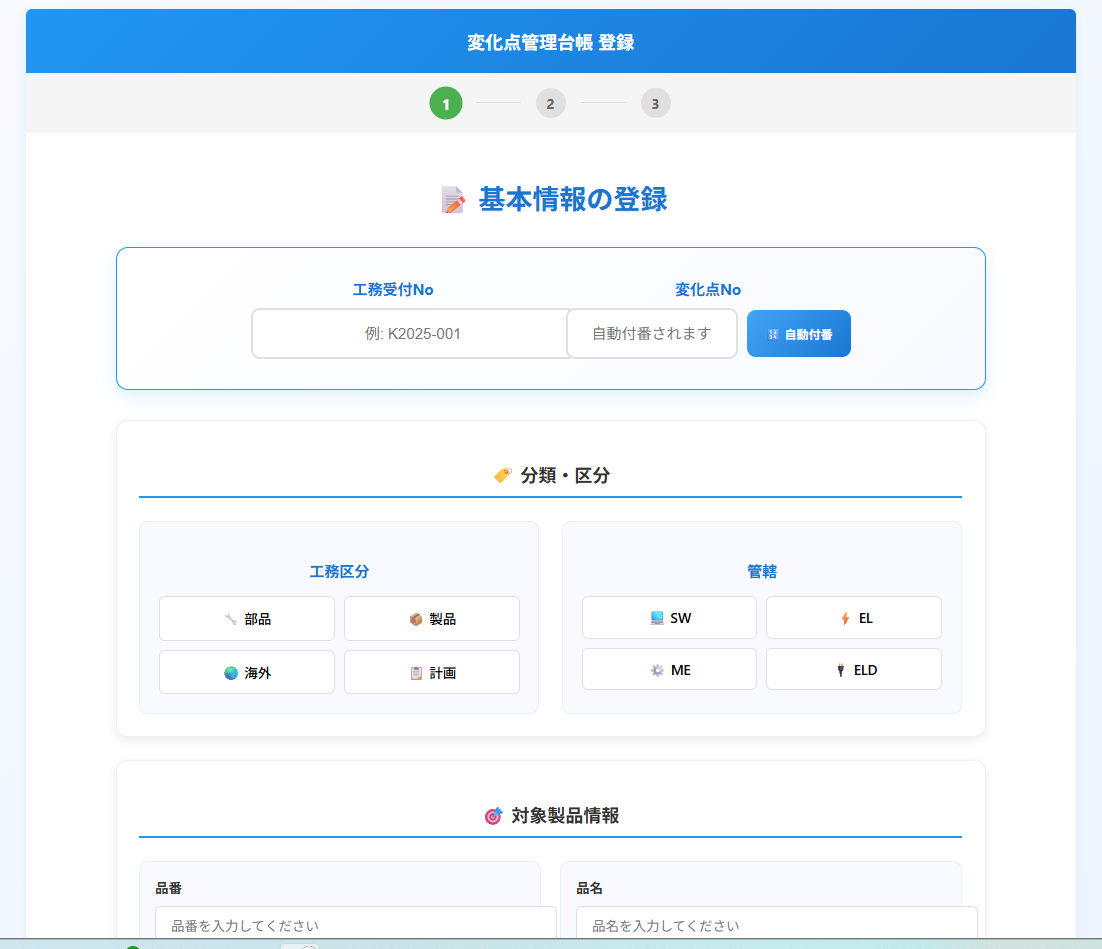 変化点管理台帳 登録
1 2 3
基本情報の登録
工務受付No 変化点No
例: K2025-001 自動付番されます 自動付番
分類・区分
工務区分 管轄
部品 製品 SW EL
海外 計画 ME ELD
対象製品情報
品番 品名
品番を入力してください 品名を入力してください